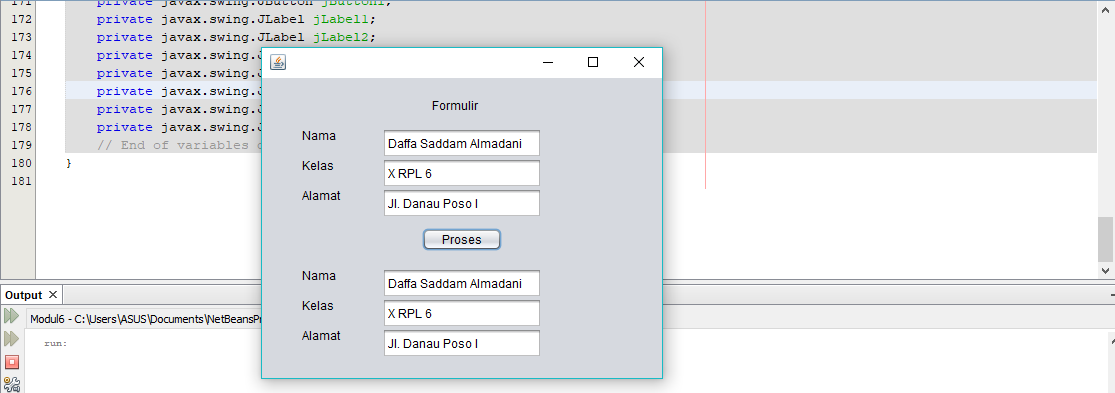 171 private javax.swing.JButton jButton1;
172 private javax.swing.JLabel jLabel1;
173 private javax.swing.JLabel jLabel2;
174 private javax.swing.J
175 private javax.swing.J
176 private javax.swing.J
177 private javax.swing.J
178 private javax.swing.J
179 // End of variables
180 }
181
Formulir
Nama Daffa Saddam Almadani
Kelas X RPL 6
Alamat Jl. Danau Poso I
Proses
Nama Daffa Saddam Almadani
Kelas X RPL 6
Alamat Jl. Danau Poso I
Output
Modul6 - C:\Users\ASUS\Documents\NetBeansPr
run: